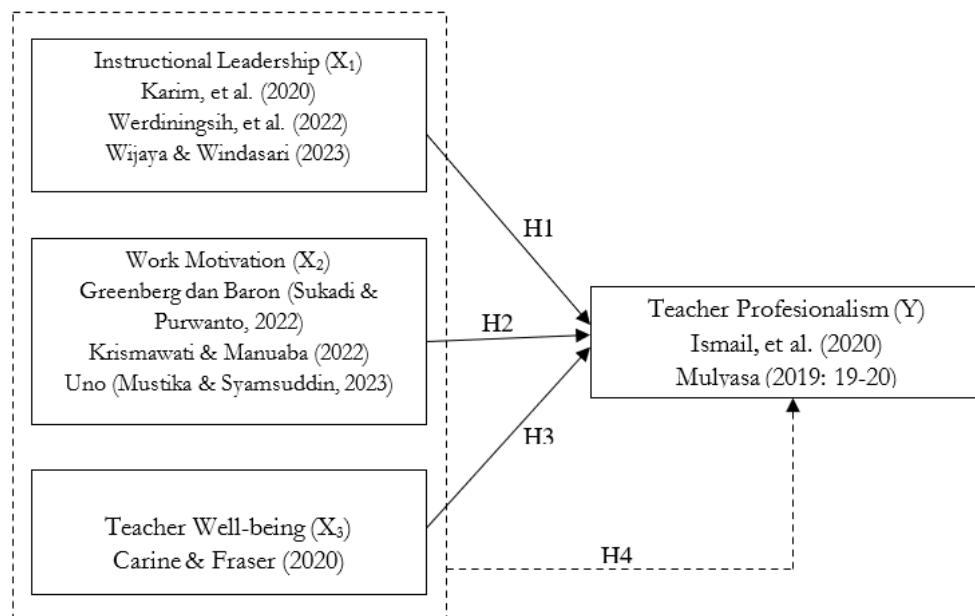 Instructional Leadership (X₁)
Karim, et al. (2020)
Werdiningsih, et al. (2022)
Wijaya & Windasari (2023)
H1
Work Motivation (X₂)
Greenberg dan Baron (Sukadi &
Purwanto, 2022)
Krismawati & Manuaba (2022)
Uno (Mustika & Syamsuddin, 2023)
H2
Teacher Profesionalism (Y)
Ismail, et al. (2020)
Mulyasa (2019: 19-20)
H3
Teacher Well-being (X₃)
Carine & Fraser (2020)
H4